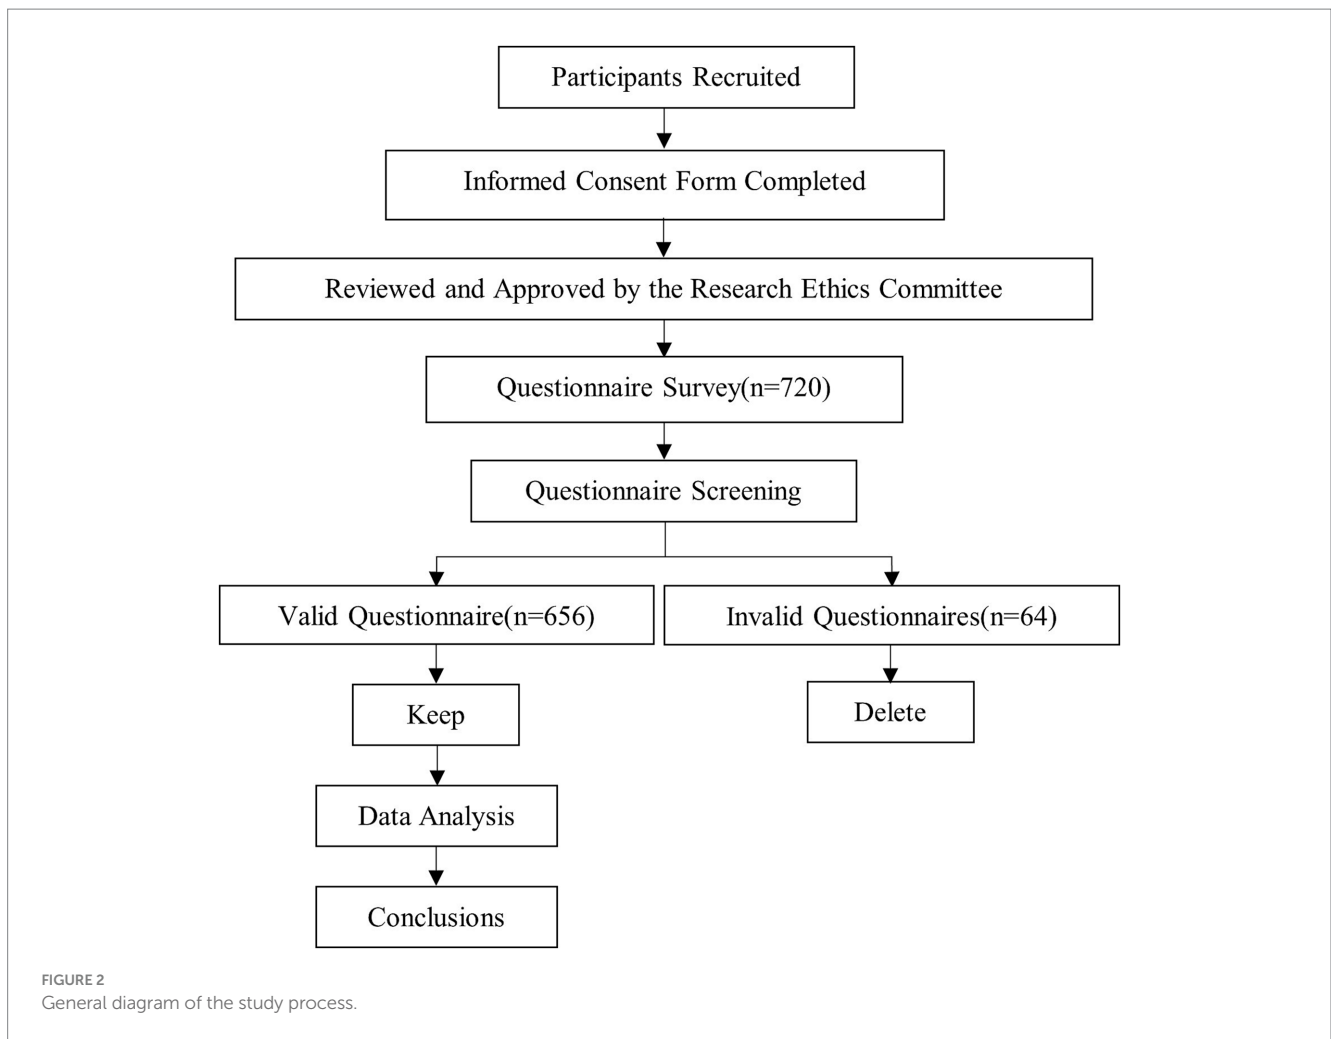 Participants Recruited
Informed Consent Form Completed
Reviewed and Approved by the Research Ethics Committee
Questionnaire Survey(n=720)
Questionnaire Screening
Valid Questionnaire(n=656)
Invalid Questionnaires(n=64)
Keep
Delete
Data Analysis
Conclusions
FIGURE 2
General diagram of the study process.